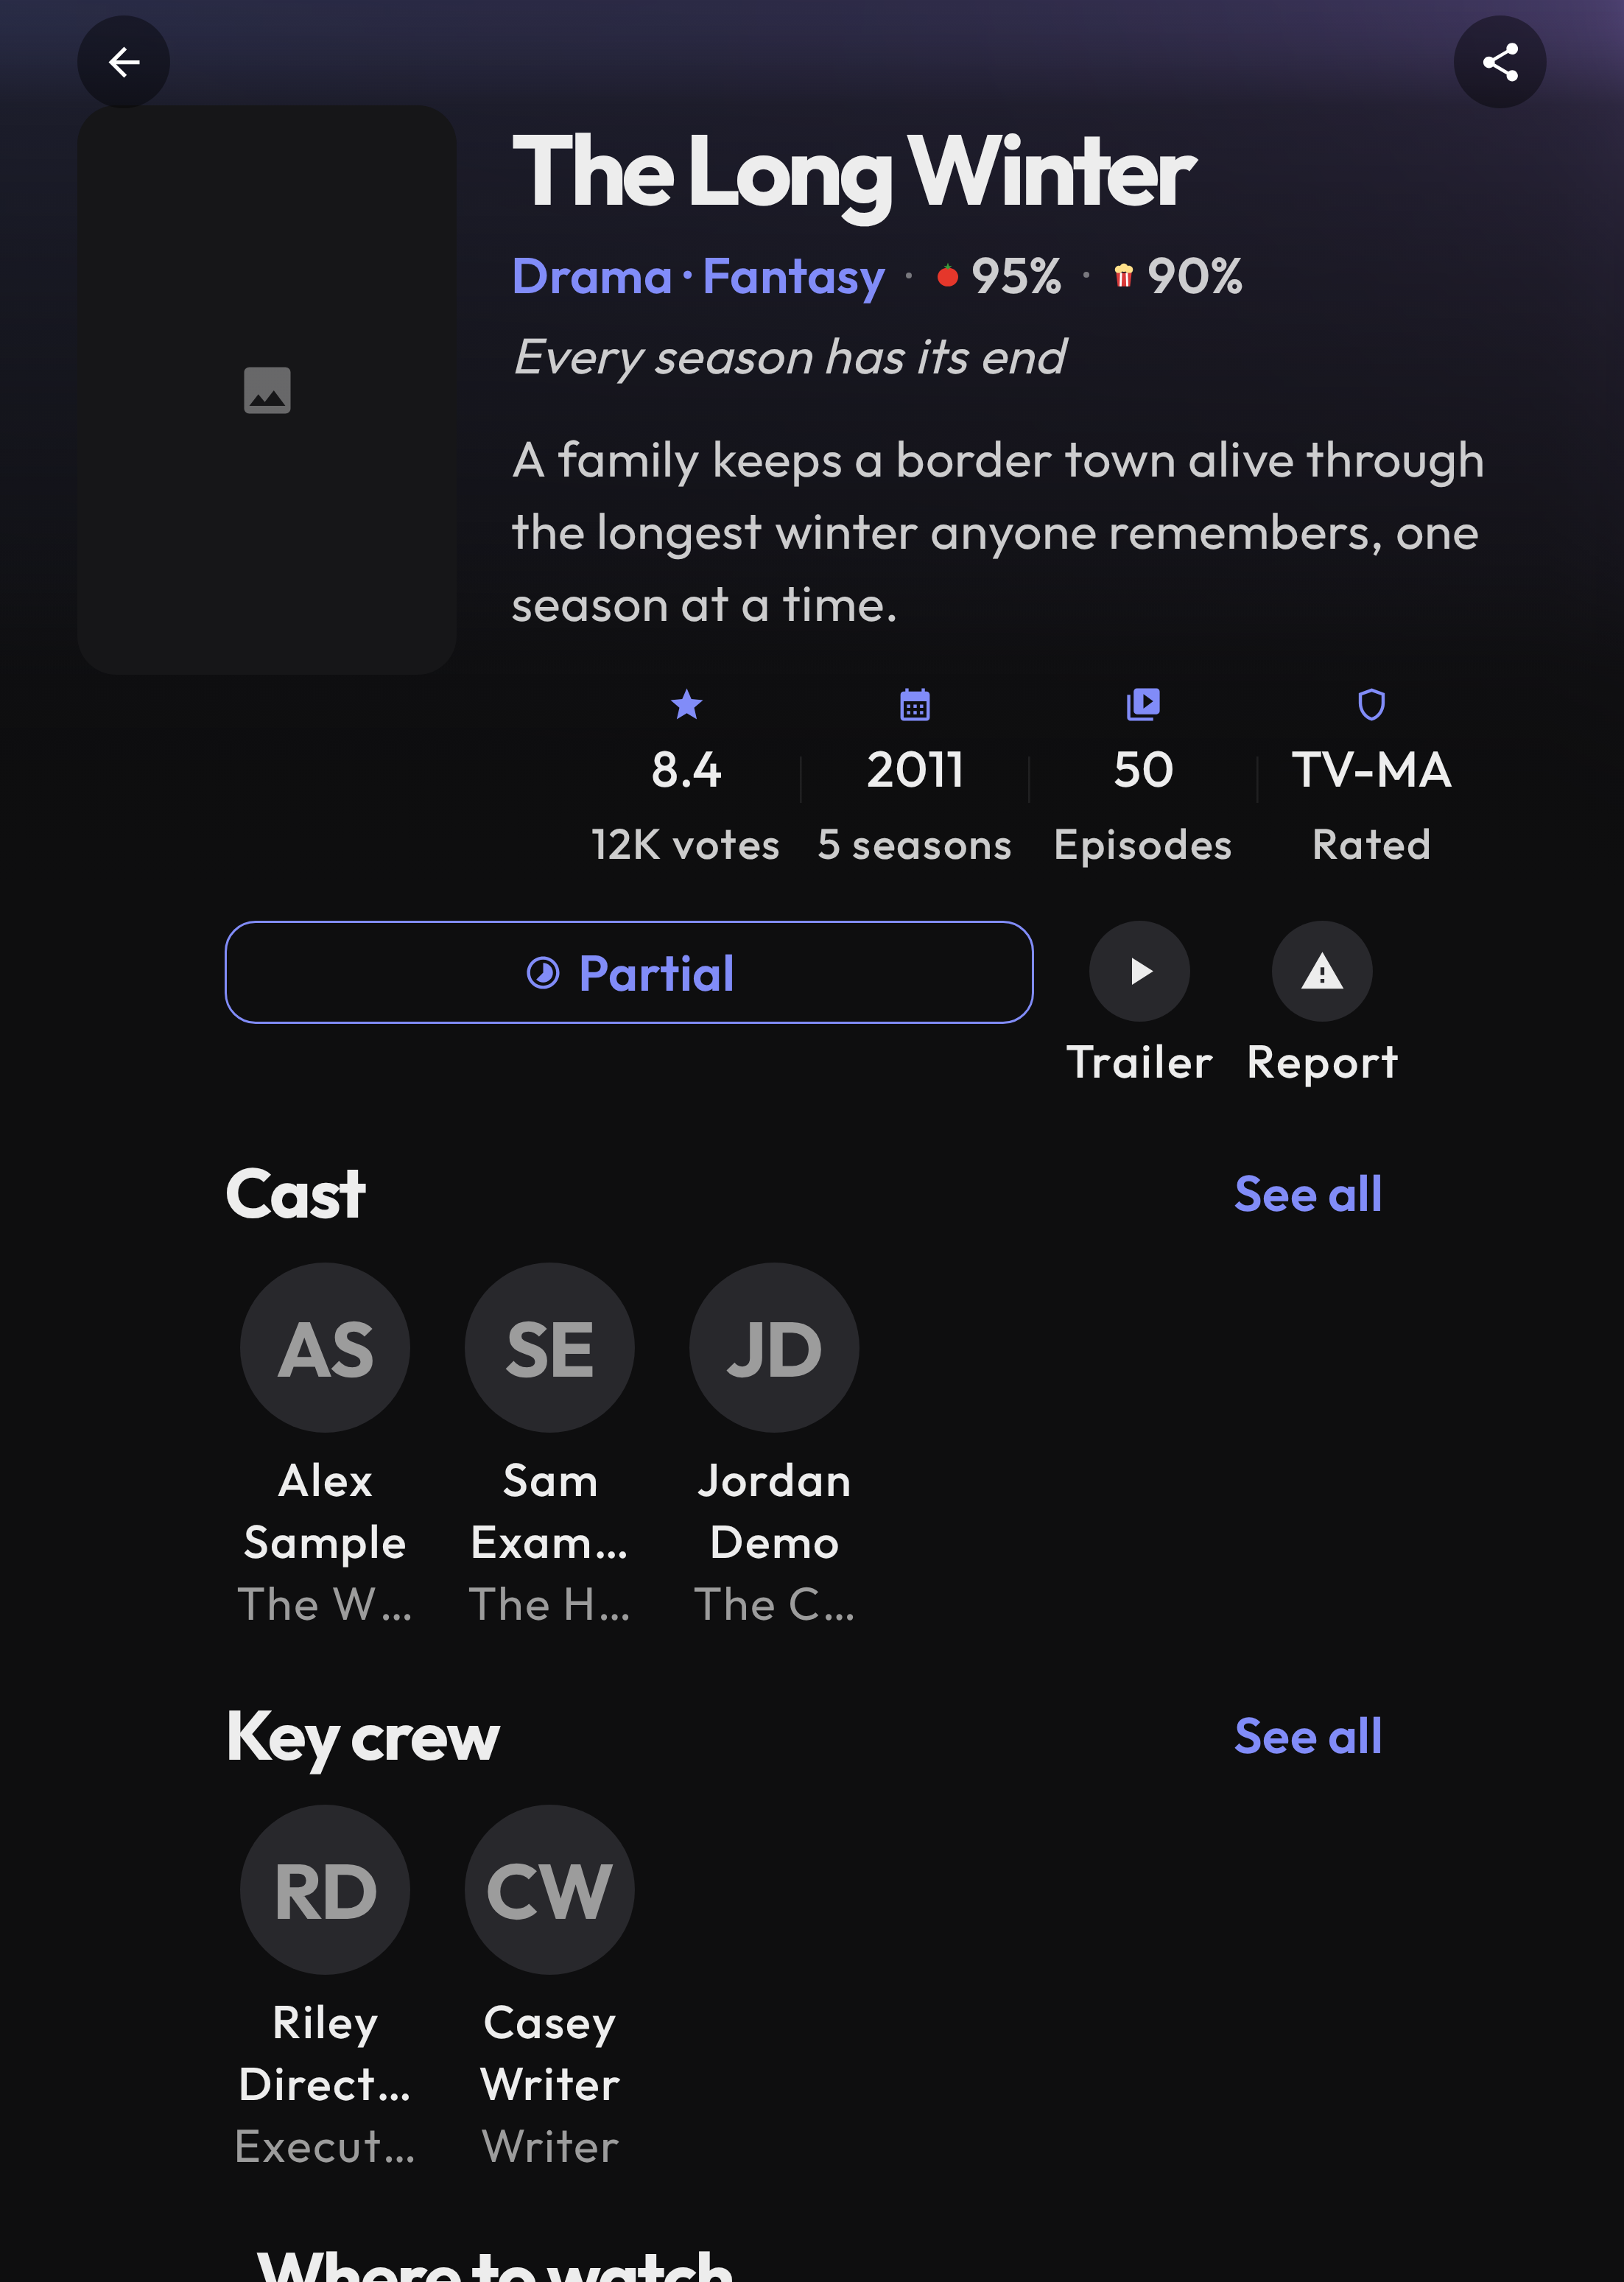 The Long Winter
Drama · Fantasy · 95% · 90%
Every season has its end
A family keeps a border town alive through
the longest winter anyone remembers, one
season at a time.
8.4 2011 50 TV-MA
12K votes 5 seasons Episodes Rated
Partial
Trailer Report
Cast See all
AS SE JD
Alex Sam Jordan
Sample Exam... Demo
The W... The H... The C...
Key crew See all
RD CW
Riley Casey
Direct... Writer
Execut... Writer
Where to watch